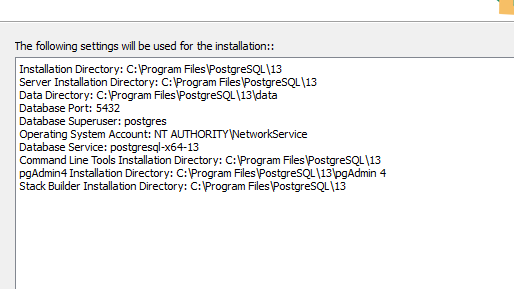 The following settings will be used for the installation::
Installation Directory: C:\Program Files\PostgreSQL\13
Server Installation Directory: C:\Program Files\PostgreSQL\13
Data Directory: C:\Program Files\PostgreSQL\13\data
Database Port: 5432
Database Superuser: postgres
Operating System Account: NT AUTHORITY\NetworkService
Database Service: postgresql-x64-13
Command Line Tools Installation Directory: C:\Program Files\PostgreSQL\13
pgAdmin4 Installation Directory: C:\Program Files\PostgreSQL\13\pgAdmin 4
Stack Builder Installation Directory: C:\Program Files\PostgreSQL\13